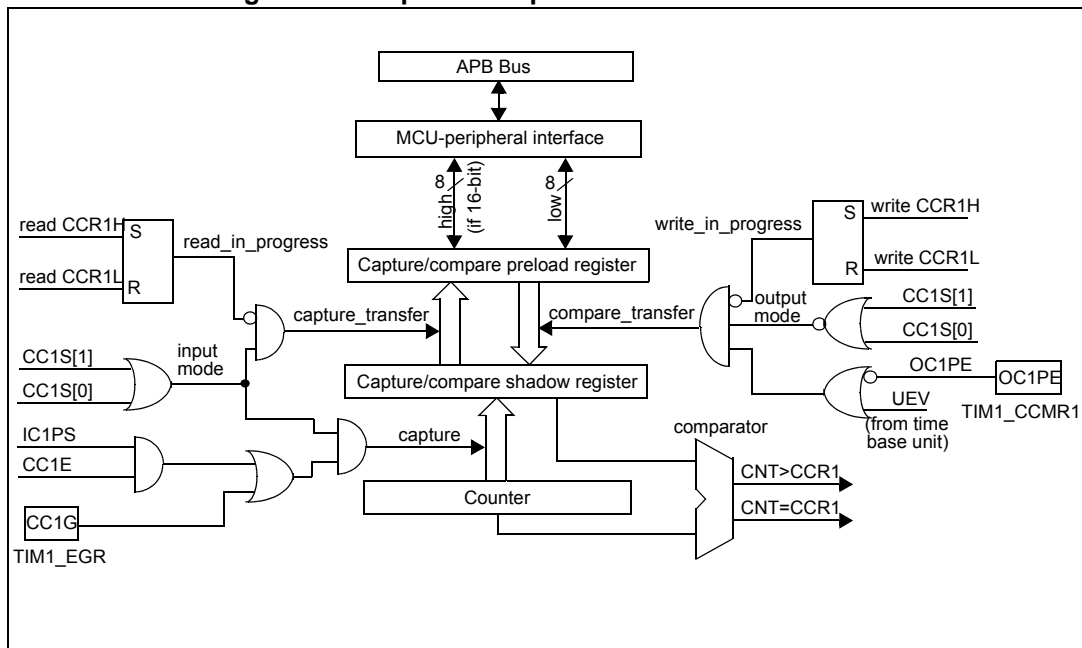 APB Bus
MCU-peripheral interface
8
high
(if 16-bit)
8
low
read CCR1H
S
read_in_progress
read CCR1L
R
write_in_progress
S
write CCR1H
R
write CCR1L
Capture/compare preload register
capture_transfer
compare_transfer
output
mode
CC1S[1]
CC1S[0]
CC1S[1]
CC1S[0]
input
mode
Capture/compare shadow register
OC1PE
OC1PE
UEV
TIM1_CCMR1
(from time
base unit)
IC1PS
CC1E
capture
comparator
Counter
CNT>CCR1
CNT=CCR1
CC1G
TIM1_EGR